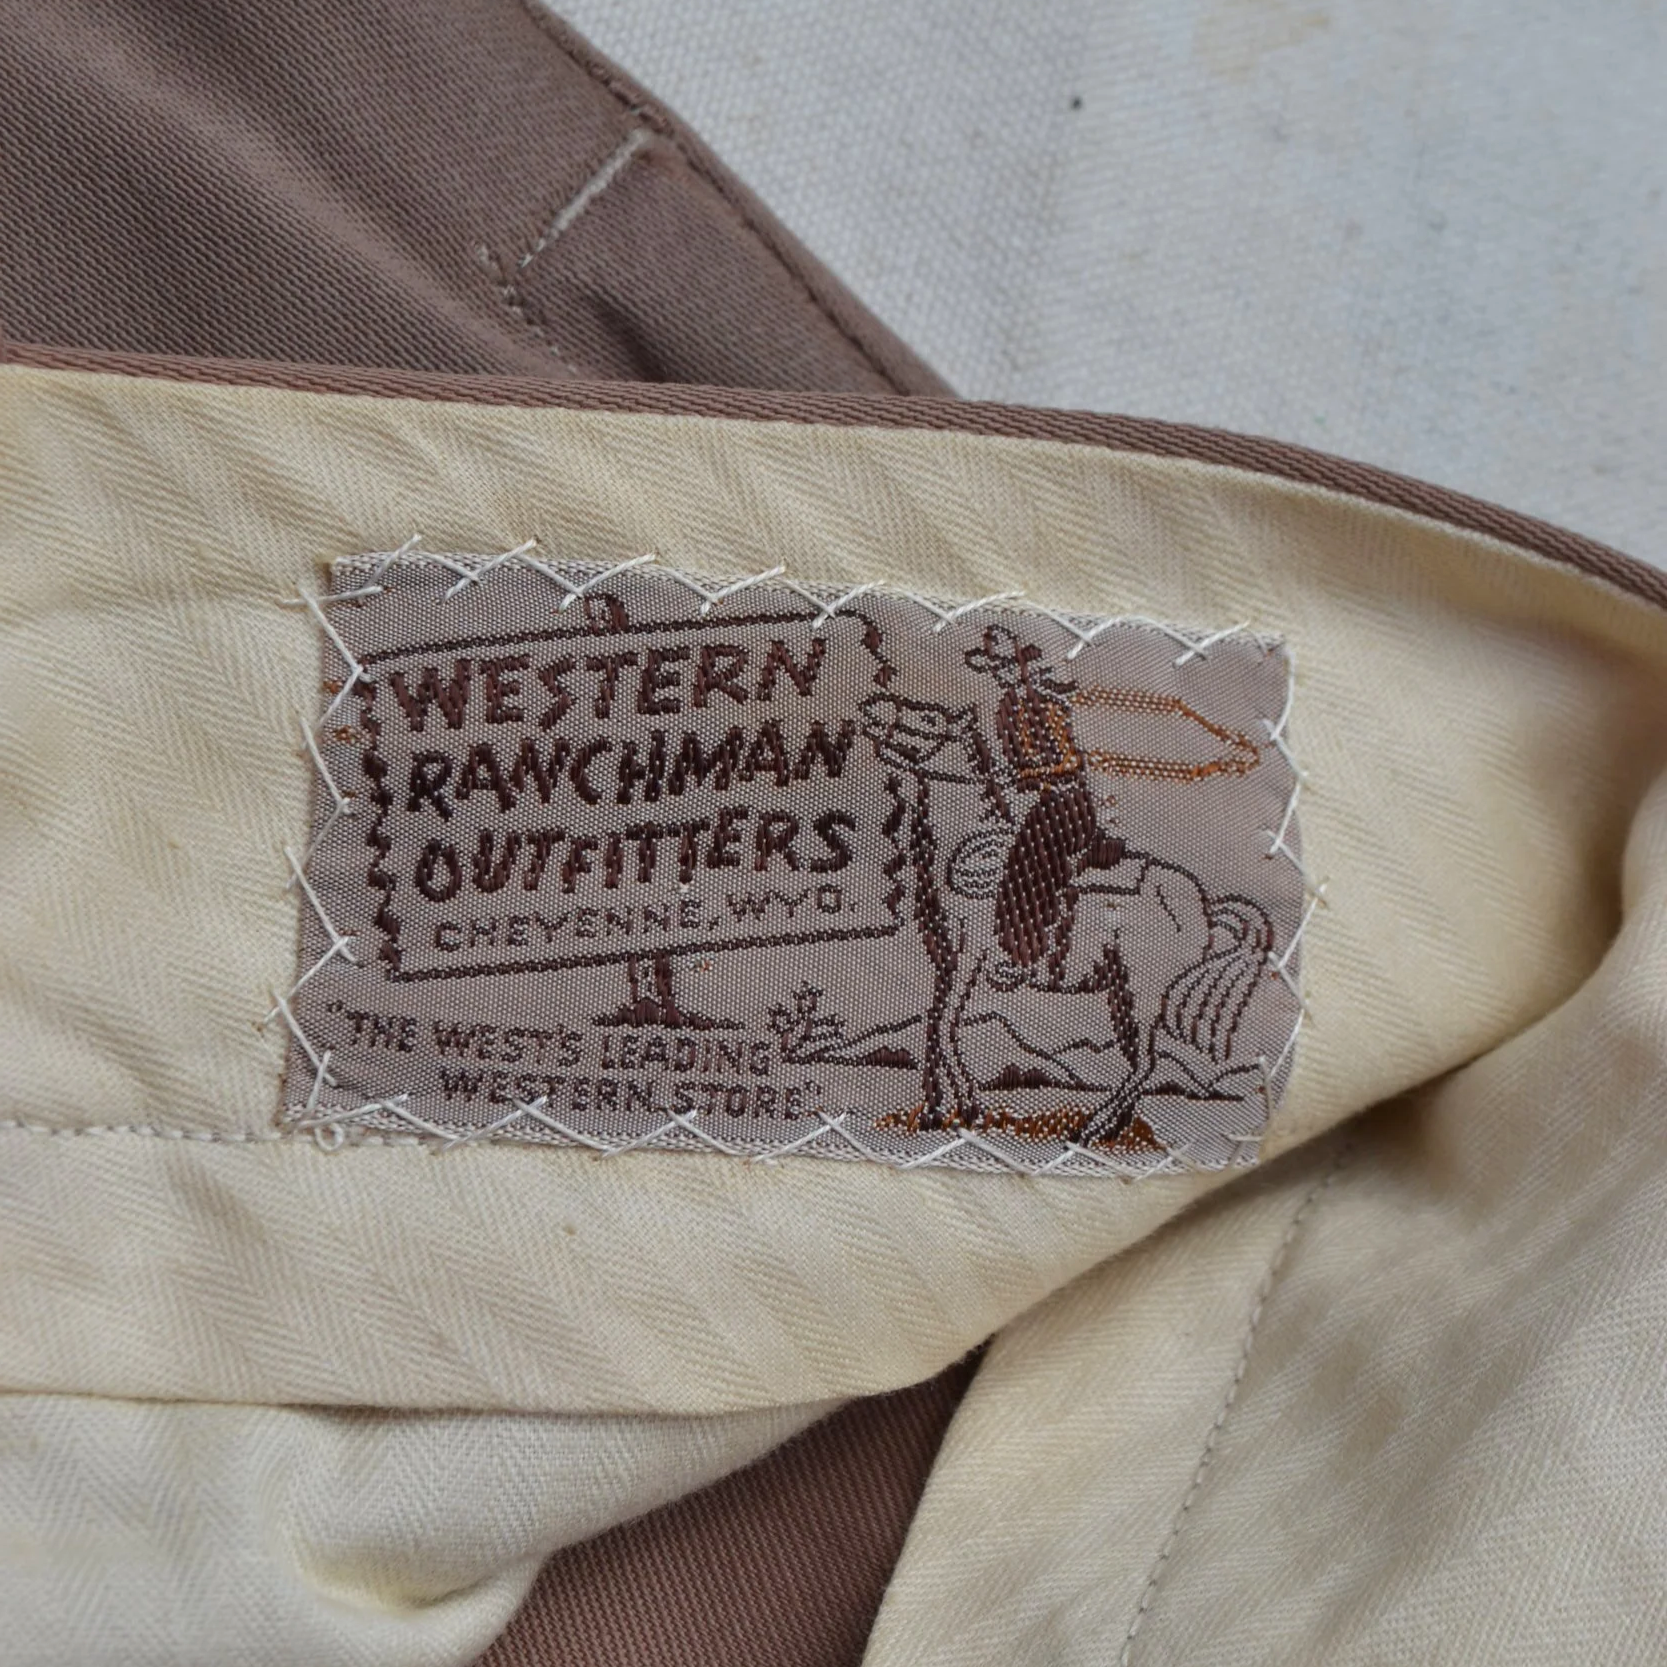 WESTERN
RANCHMAN
OUTFITTERS
CHEYENNE, WYO.
"THE WEST'S LEADING
WESTERN STORE"